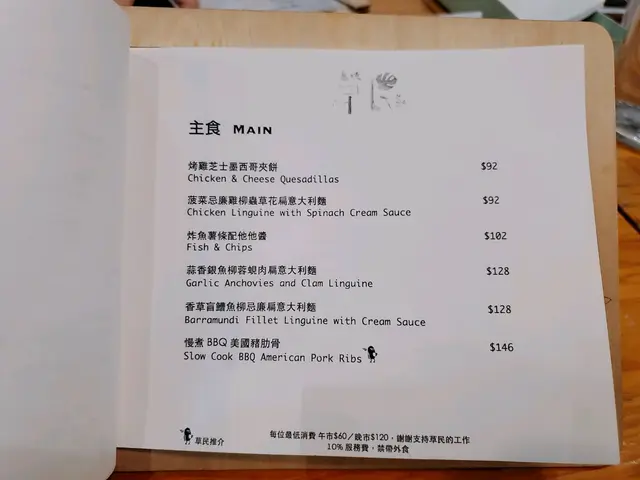 草民
主食 MAIN
烤雞芝士墨西哥夾餅 $92
Chicken & Cheese Quesadillas
菠菜忌廉雞柳蟲草花扁意大利麵 $92
Chicken Linguine with Spinach Cream Sauce
炸魚薯條配他他醬 $102
Fish & Chips
蒜香銀魚柳蓉蜆肉扁意大利麵 $128
Garlic Anchovies and Clam Linguine
香草盲鰽魚柳忌廉扁意大利麵 $128
Barramundi Fillet Linguine with Cream Sauce
慢煮 BBQ 美國豬肋骨 $146
Slow Cook BBQ American Pork Ribs
草民推介
每位最低消費 午市$60／晚市$120，謝謝支持草民的工作
10% 服務費，禁帶外食